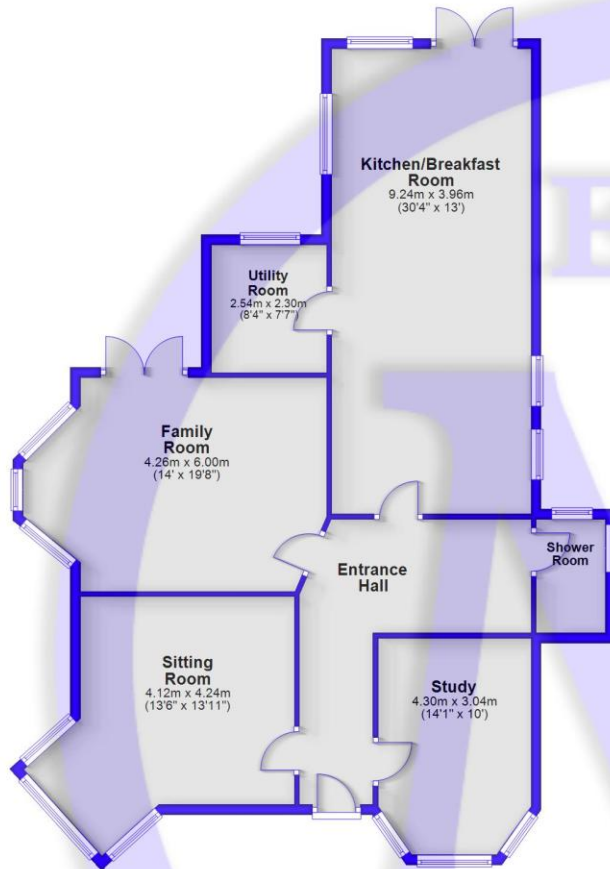 Kitchen/Breakfast
Room
9.24m x 3.96m
(30'4" x 13')
Utility
Room
2.54m x 2.30m
(8'4" x 7'7")
Family
Room
4.26m x 6.00m
(14' x 19'8")
Shower
Room
Entrance
Hall
Sitting
Room
4.12m x 4.24m
(13'6" x 13'11")
Study
4.30m x 3.04m
(14'1" x 10')